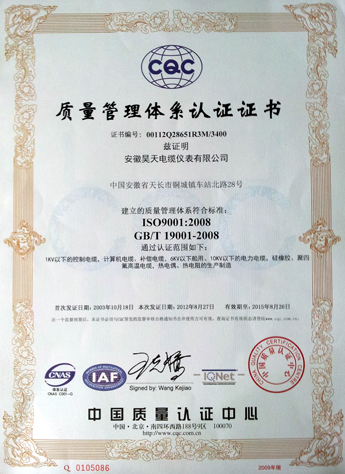 CQC
质量管理体系认证证书
证书编号：00112Q28651R3M/3400
兹证明
安徽昊天电缆仪表有限公司
中国安徽省天长市铜城镇车站北路28号
建立的质量管理体系符合标准：
ISO9001:2008
GB/T 19001-2008
通过认证范围如下：
1KV以下的控制电缆，计算机电缆，补偿电缆，6KV以下船用、10KV以下的电力电缆，硅橡胶、聚四
氟高温电缆，热电偶、热电阻的生产制造
首次发证日期：2003年10月18日 本次发证日期：2012年8月27日 有效期至：2015年8月26日
CNAS
IAF
Signed by: Wang Kejiao
IQNet
中国质量认证中心
中国·北京·南四环西路188号9区 100070
http://www.cqc.com.cn
Q 0105086
2009年版